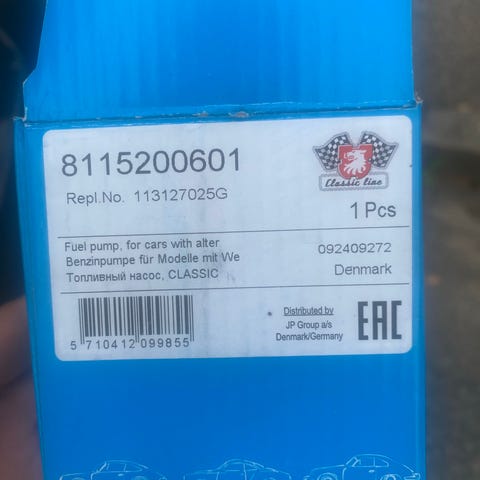 8115200601
Repl.No. 113127025G
Classic line
1 Pcs
Fuel pump, for cars with alter
Benzinpumpe für Modelle mit We
Топливный насос, CLASSIC
092409272
Denmark
5 710412 099855
Distributed by
JP Group a/s
Denmark/Germany
EAC